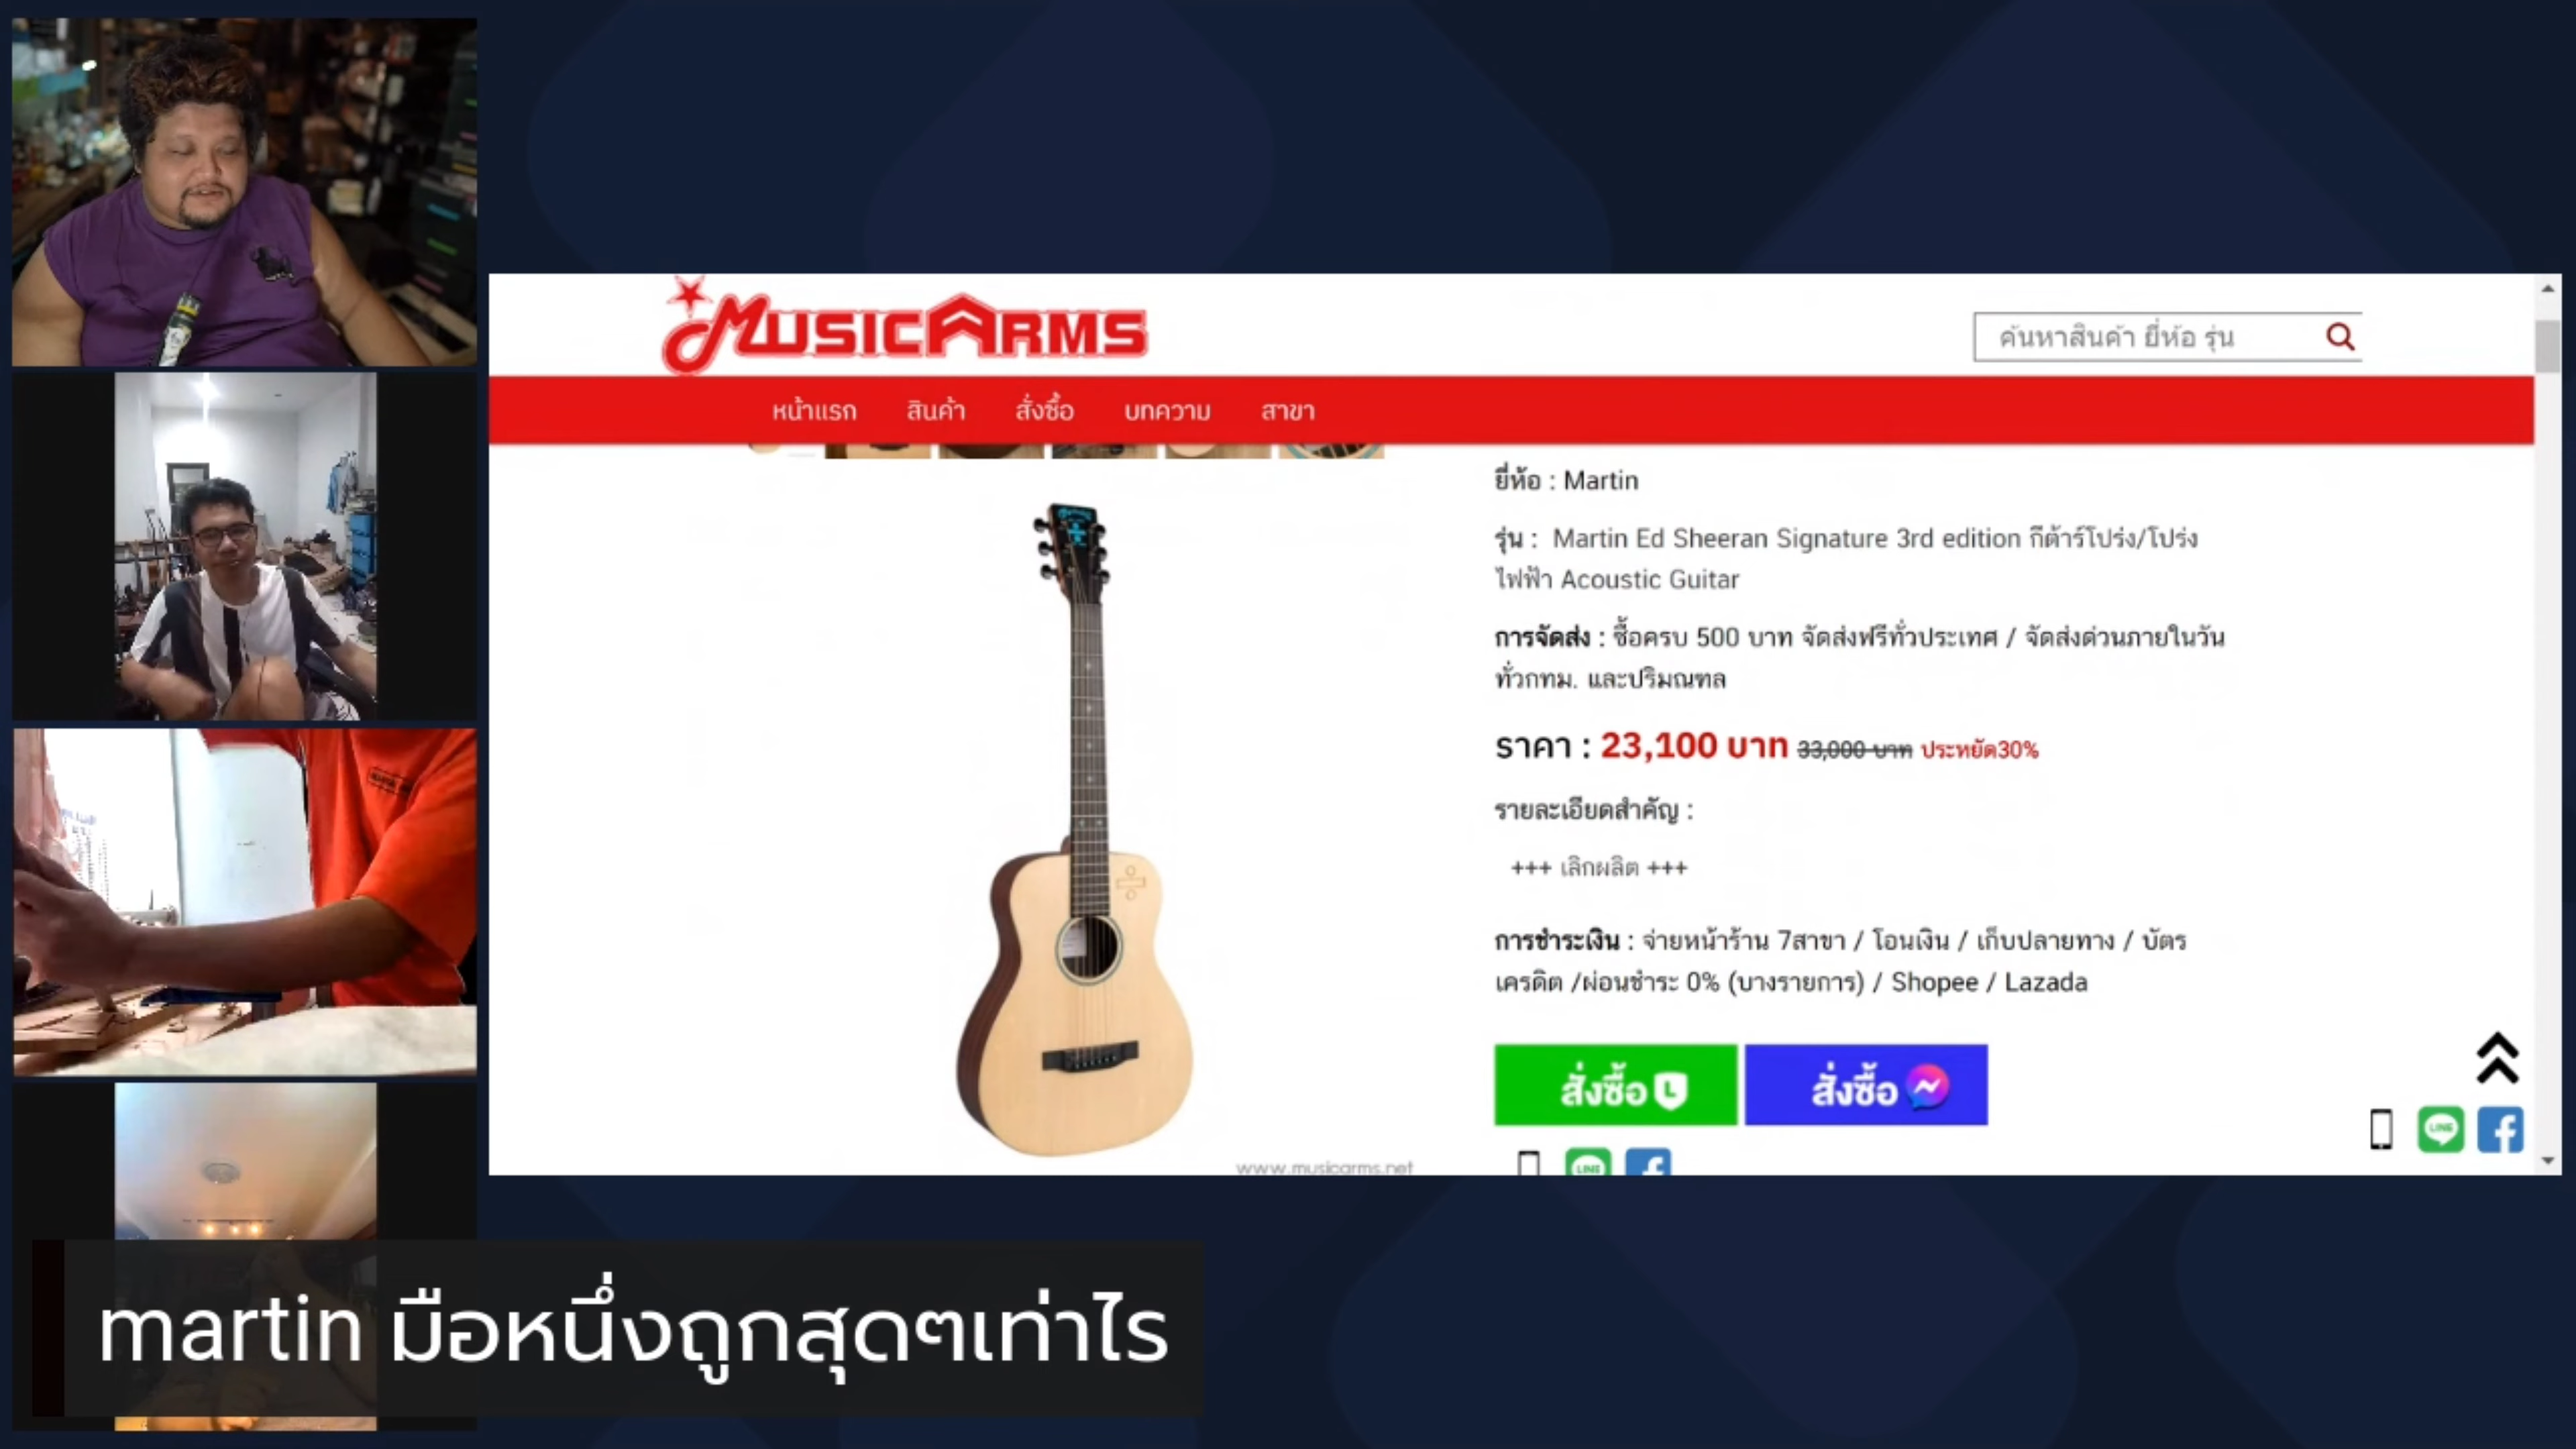 MUSICARMS
ค้นหาสินค้า ยี่ห้อ รุ่น
หน้าแรก สินค้า สั่งซื้อ บทความ สาขา
ยี่ห้อ : Martin
รุ่น : Martin Ed Sheeran Signature 3rd edition กีต้าร์โปร่ง/โปร่ง
ไฟฟ้า Acoustic Guitar
การจัดส่ง : ซื้อครบ 500 บาท จัดส่งฟรีทั่วประเทศ / จัดส่งด่วนภายในวัน
ทั่วกทม. และปริมณฑล
ราคา : 23,100 บาท 33,000 บาท ประหยัด30%
รายละเอียดสำคัญ :
+++ เลิกผลิต +++
การชำระเงิน : จ่ายหน้าร้าน 7สาขา / โอนเงิน / เก็บปลายทาง / บัตร
เครดิต /ผ่อนชำระ 0% (บางรายการ) / Shopee / Lazada
สั่งซื้อ สั่งซื้อ
LINE
www.musicarms.net
LINE
martin มือหนึ่งถูกสุดๆเท่าไร